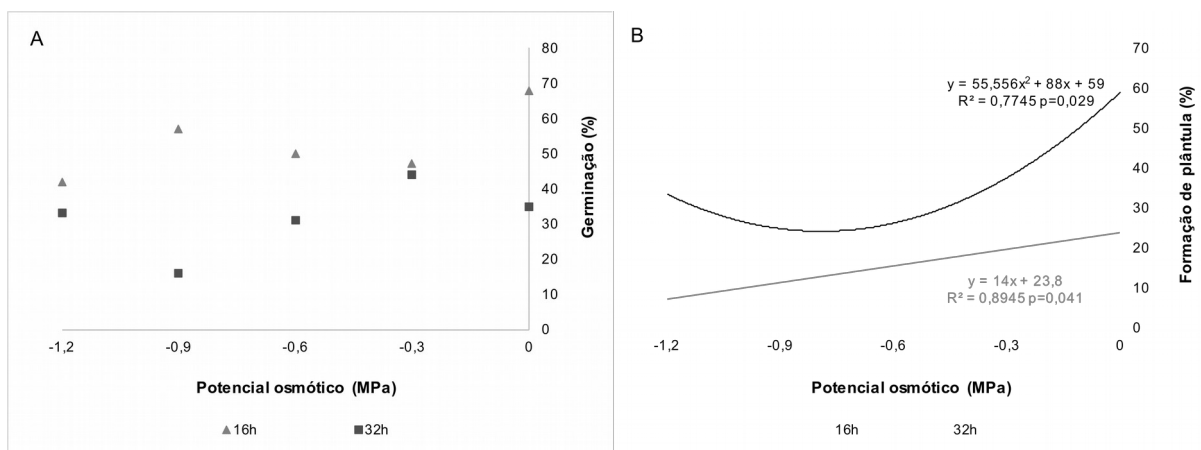 A
80
70
60
50
40
30
20
10
0
Germinação (%)
-1,2 -0,9 -0,6 -0,3 0
Potencial osmótico (MPa)
16h 32h
B
70
60
50
40
30
20
10
0
Formação de plântula (%)
y = 55,556x² + 88x + 59
R² = 0,7745 p=0,029
y = 14x + 23,8
R² = 0,8945 p=0,041
-1,2 -0,9 -0,6 -0,3 0
Potencial osmótico (MPa)
16h 32h